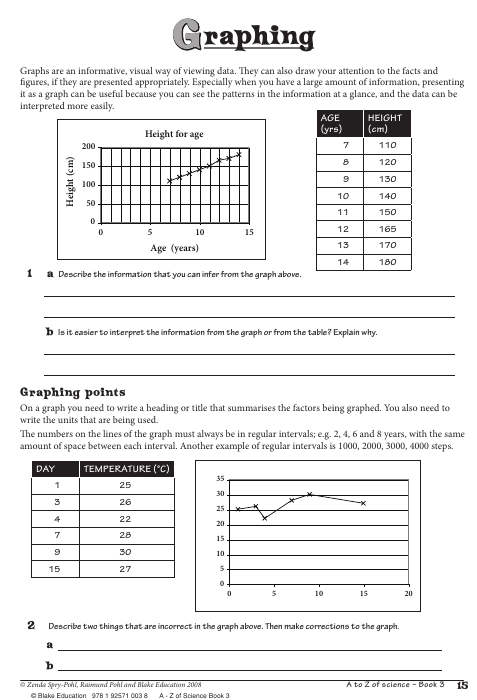 Graphing
Graphs are an informative, visual way of viewing data. They can also draw your attention to the facts and
figures, if they are presented appropriately. Especially when you have a large amount of information, presenting
it as a graph can be useful because you can see the patterns in the information at a glance, and the data can be
interpreted more easily.
Height for age
Height (cm)
200
150
100
50
0
0 5 10 15
Age (years)
AGE (yrs) HEIGHT (cm)
7 110
8 120
9 130
10 140
11 150
12 165
13 170
14 180
1 a Describe the information that you can infer from the graph above.
b Is it easier to interpret the information from the graph or from the table? Explain why.
Graphing points
On a graph you need to write a heading or title that summarises the factors being graphed. You also need to
write the units that are being used.
The numbers on the lines of the graph must always be in regular intervals; e.g. 2, 4, 6 and 8 years, with the same
amount of space between each interval. Another example of regular intervals is 1000, 2000, 3000, 4000 steps.
DAY TEMPERATURE (°C)
1 25
3 26
4 22
7 28
9 30
15 27
35
30
25
20
15
10
5
0
0 5 10 15 20
2 Describe two things that are incorrect in the graph above. Then make corrections to the graph.
a
b
© Zenda Spry-Pohl, Raimund Pohl and Blake Education 2008 A to Z of science – Book 3 15
© Blake Education 978 1 92571 003 8 A - Z of Science Book 3